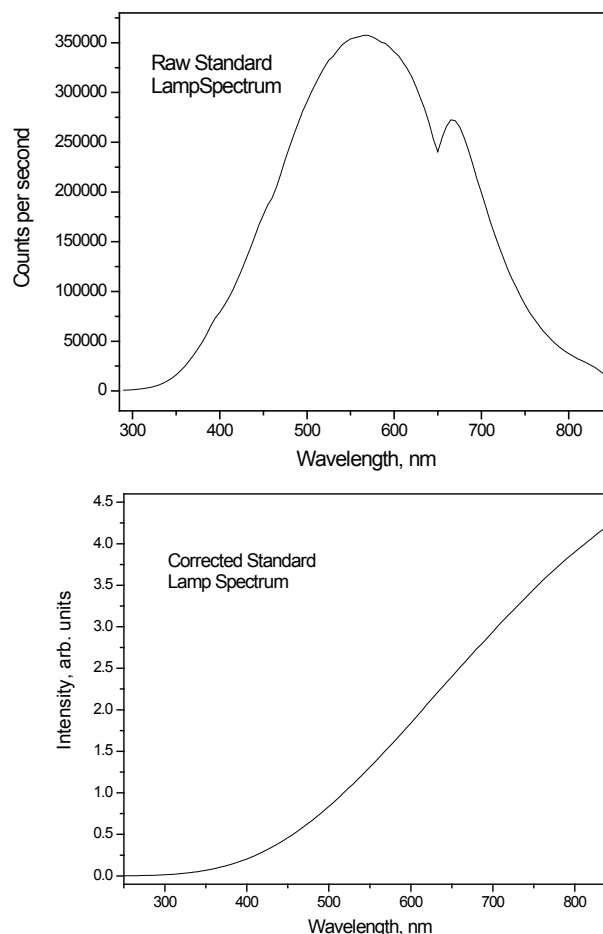 350000
300000
250000
200000
150000
100000
50000
0
Counts per second
Raw Standard
LampSpectrum
300 400 500 600 700 800
Wavelength, nm
4.5
4.0
3.5
3.0
2.5
2.0
1.5
1.0
0.5
0.0
Intensity, arb. units
Corrected Standard
Lamp Spectrum
300 400 500 600 700 800
Wavelength, nm